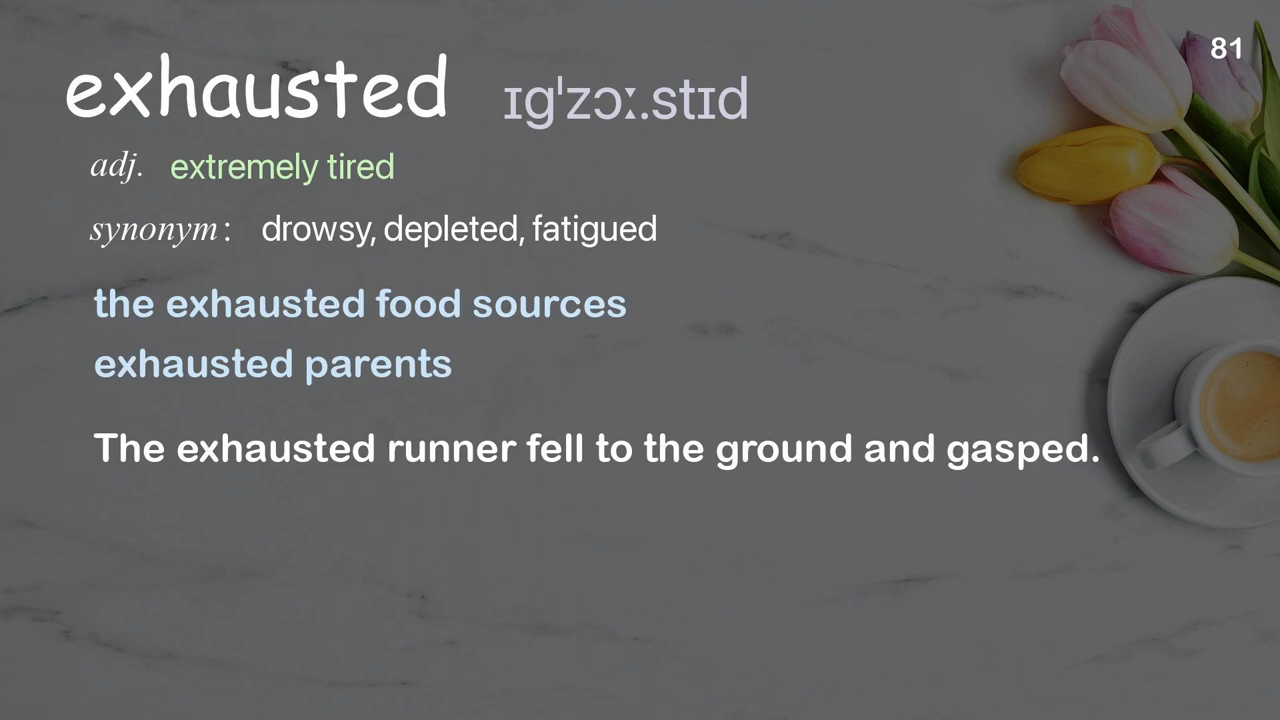 81
exhausted ɪɡˈzɔː.stɪd
adj. extremely tired
synonym: drowsy, depleted, fatigued
the exhausted food sources
exhausted parents
The exhausted runner fell to the ground and gasped.